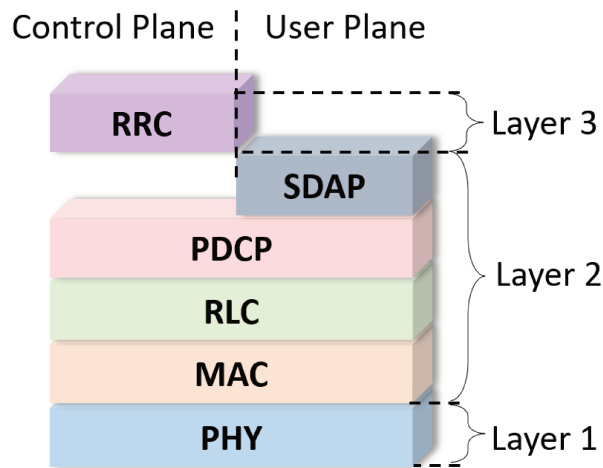 Control Plane
User Plane
RRC
Layer 3
SDAP
PDCP
Layer 2
RLC
MAC
PHY
Layer 1